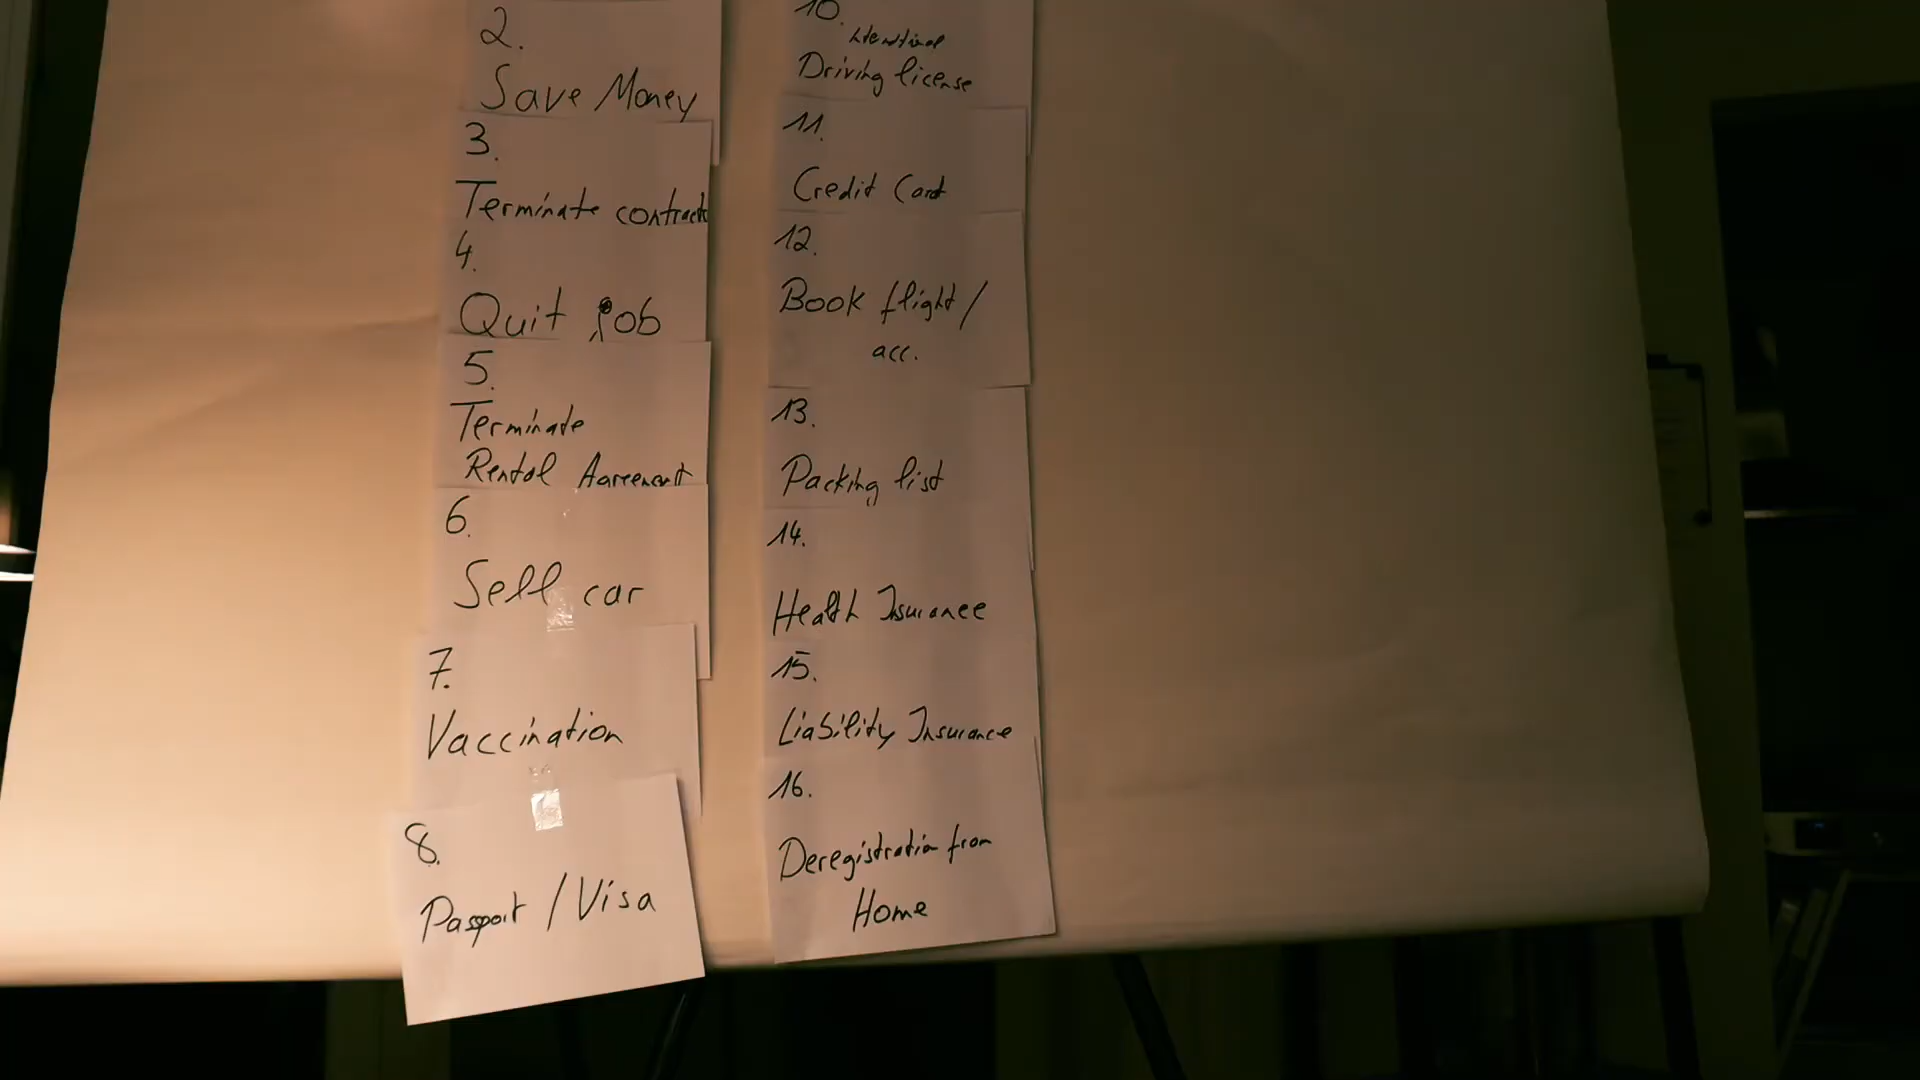 2.
Save Money
3.
Terminate contracts
4.
Quit job
5.
Terminate
Rental Agreement
6.
Sell car
7.
Vaccination
8.
Passport / Visa
10.
International
Driving license
11.
Credit Card
12.
Book flight /
acc.
13.
Packing list
14.
Health Insurance
15.
Liability Insurance
16.
Deregistration from
Home